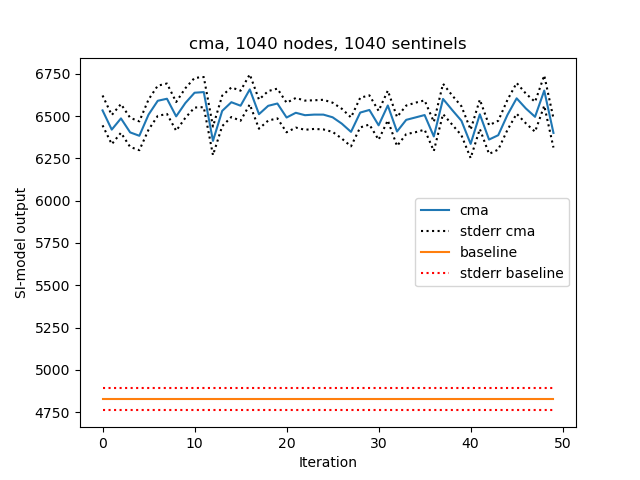 cma, 1040 nodes, 1040 sentinels
SI-model output
6750
6500
6250
6000
5750
5500
5250
5000
4750
cma
stderr cma
baseline
stderr baseline
0 10 20 30 40 50
Iteration